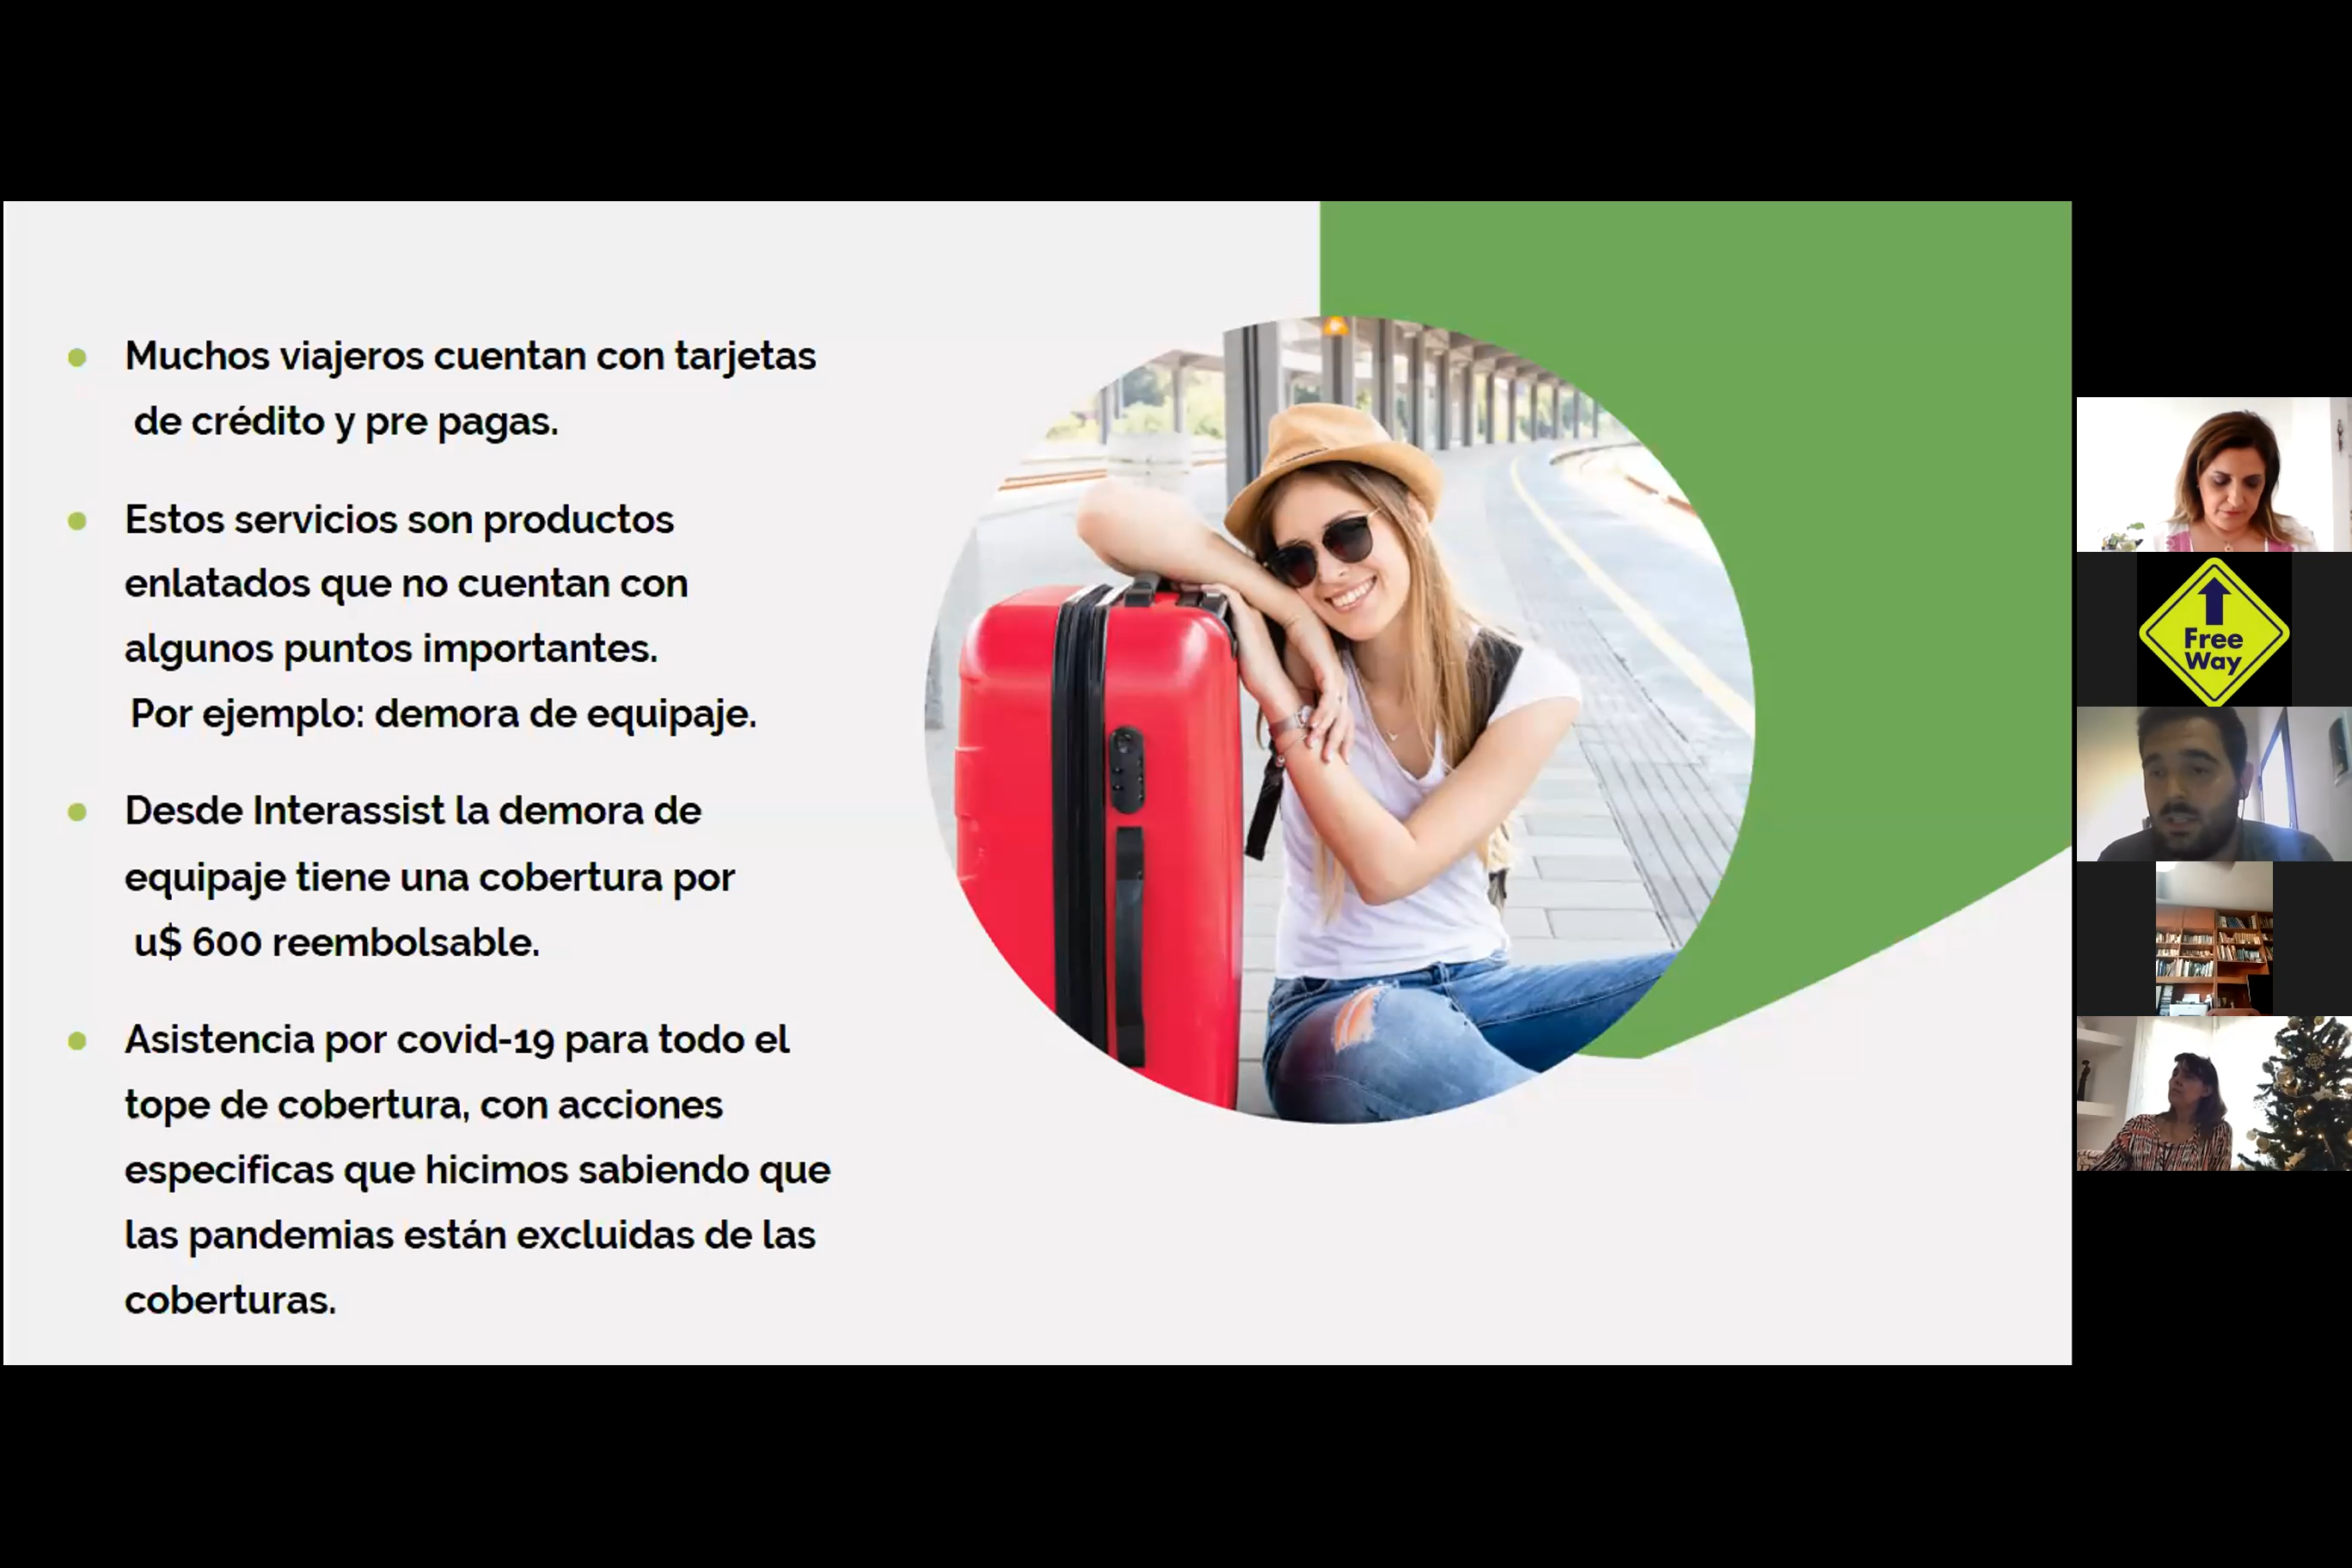 Muchos viajeros cuentan con tarjetas
de crédito y pre pagas.
Estos servicios son productos
enlatados que no cuentan con
algunos puntos importantes.
Por ejemplo: demora de equipaje.
Desde Interassist la demora de
equipaje tiene una cobertura por
u$ 600 reembolsable.
Asistencia por covid-19 para todo el
tope de cobertura, con acciones
especificas que hicimos sabiendo que
las pandemias están excluidas de las
coberturas.
Free
Way